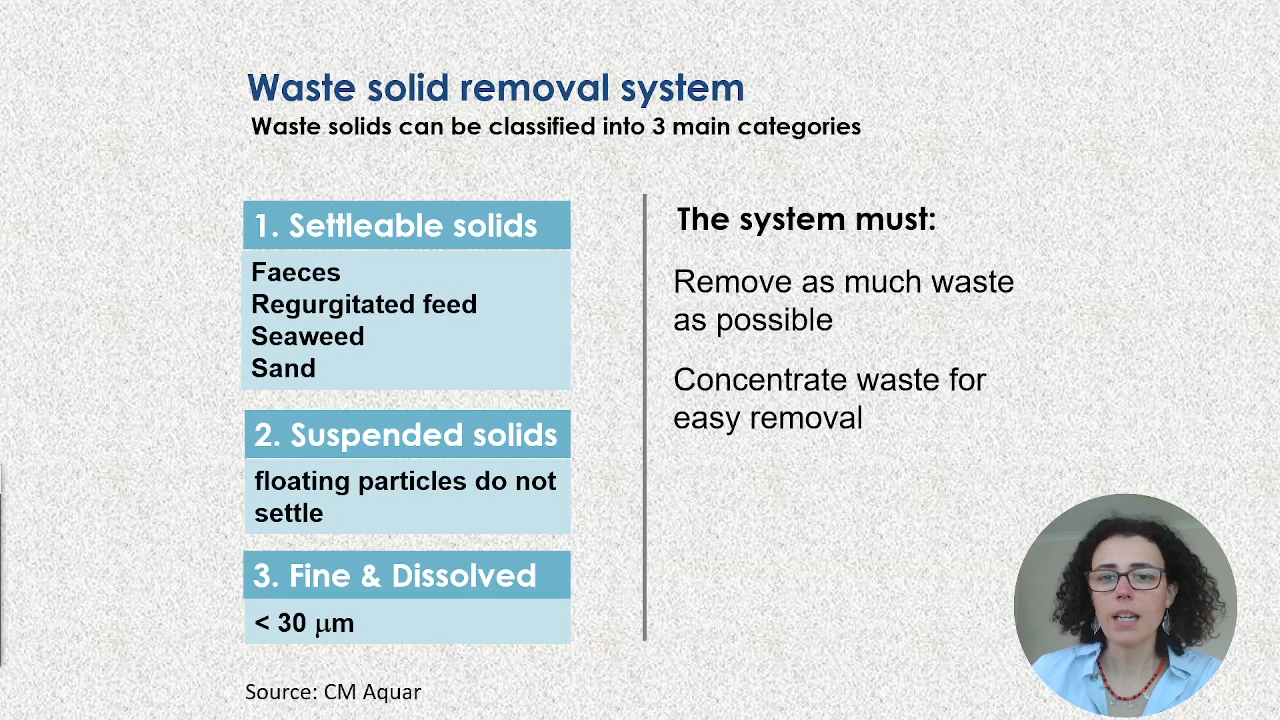 Waste solid removal system
Waste solids can be classified into 3 main categories
1. Settleable solids
Faeces
Regurgitated feed
Seaweed
Sand
2. Suspended solids
floating particles do not
settle
3. Fine & Dissolved
< 30 μm
Source: CM Aquar
The system must:
Remove as much waste
as possible
Concentrate waste for
easy removal